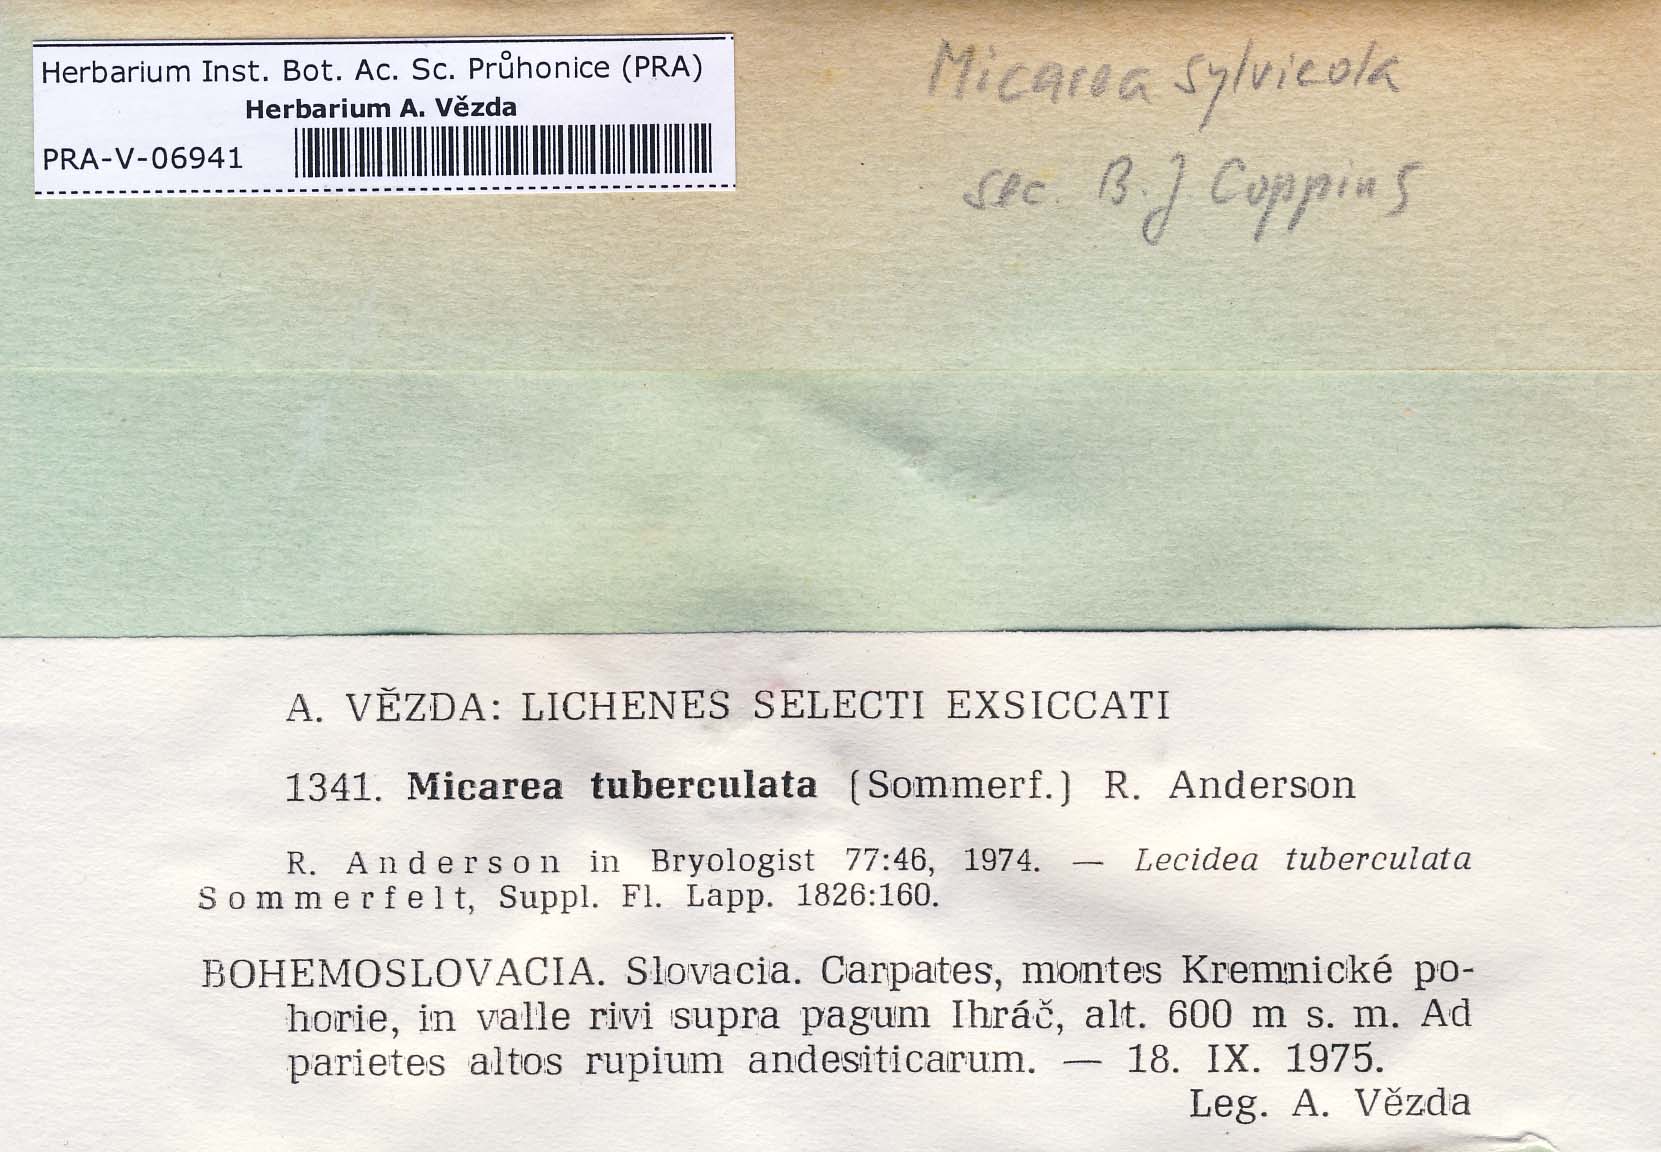 Herbarium Inst. Bot. Ac. Sc. Průhonice (PRA)
Herbarium A. Vězda
PRA-V-06941
Micarea sylvicola
sec. B. J. Coppins
A. VĚZDA: LICHENES SELECTI EXSICCATI
1341. Micarea tuberculata (Sommerf.) R. Anderson
R. Anderson in Bryologist 77:46, 1974. — Lecidea tuberculata
Sommerfelt, Suppl. Fl. Lapp. 1826:160.
BOHEMOSLOVACIA. Slovacia. Carpates, montes Kremnické po-
horie, in valle rivi supra pagum Ihráč, alt. 600 m s. m. Ad
parietes altos rupium andesiticarum. — 18. IX. 1975.
Leg. A. Vězda